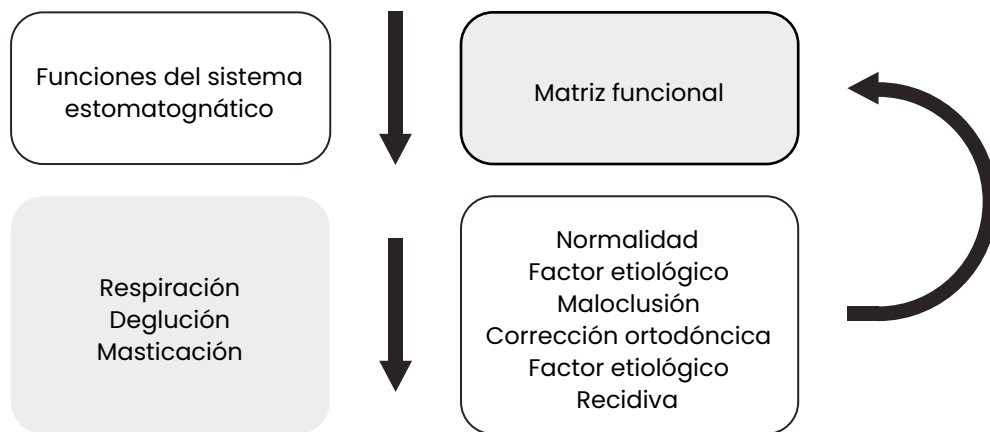 Funciones del sistema
estomatognático
Matriz funcional
Respiración
Deglución
Masticación
Normalidad
Factor etiológico
Maloclusión
Corrección ortodóncica
Factor etiológico
Recidiva